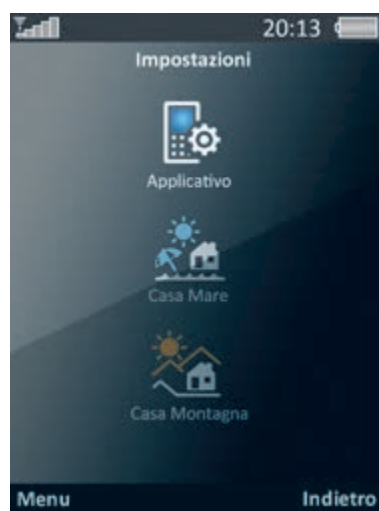 20:13
Impostazioni
Applicativo
Casa Mare
Casa Montagna
Menu Indietro